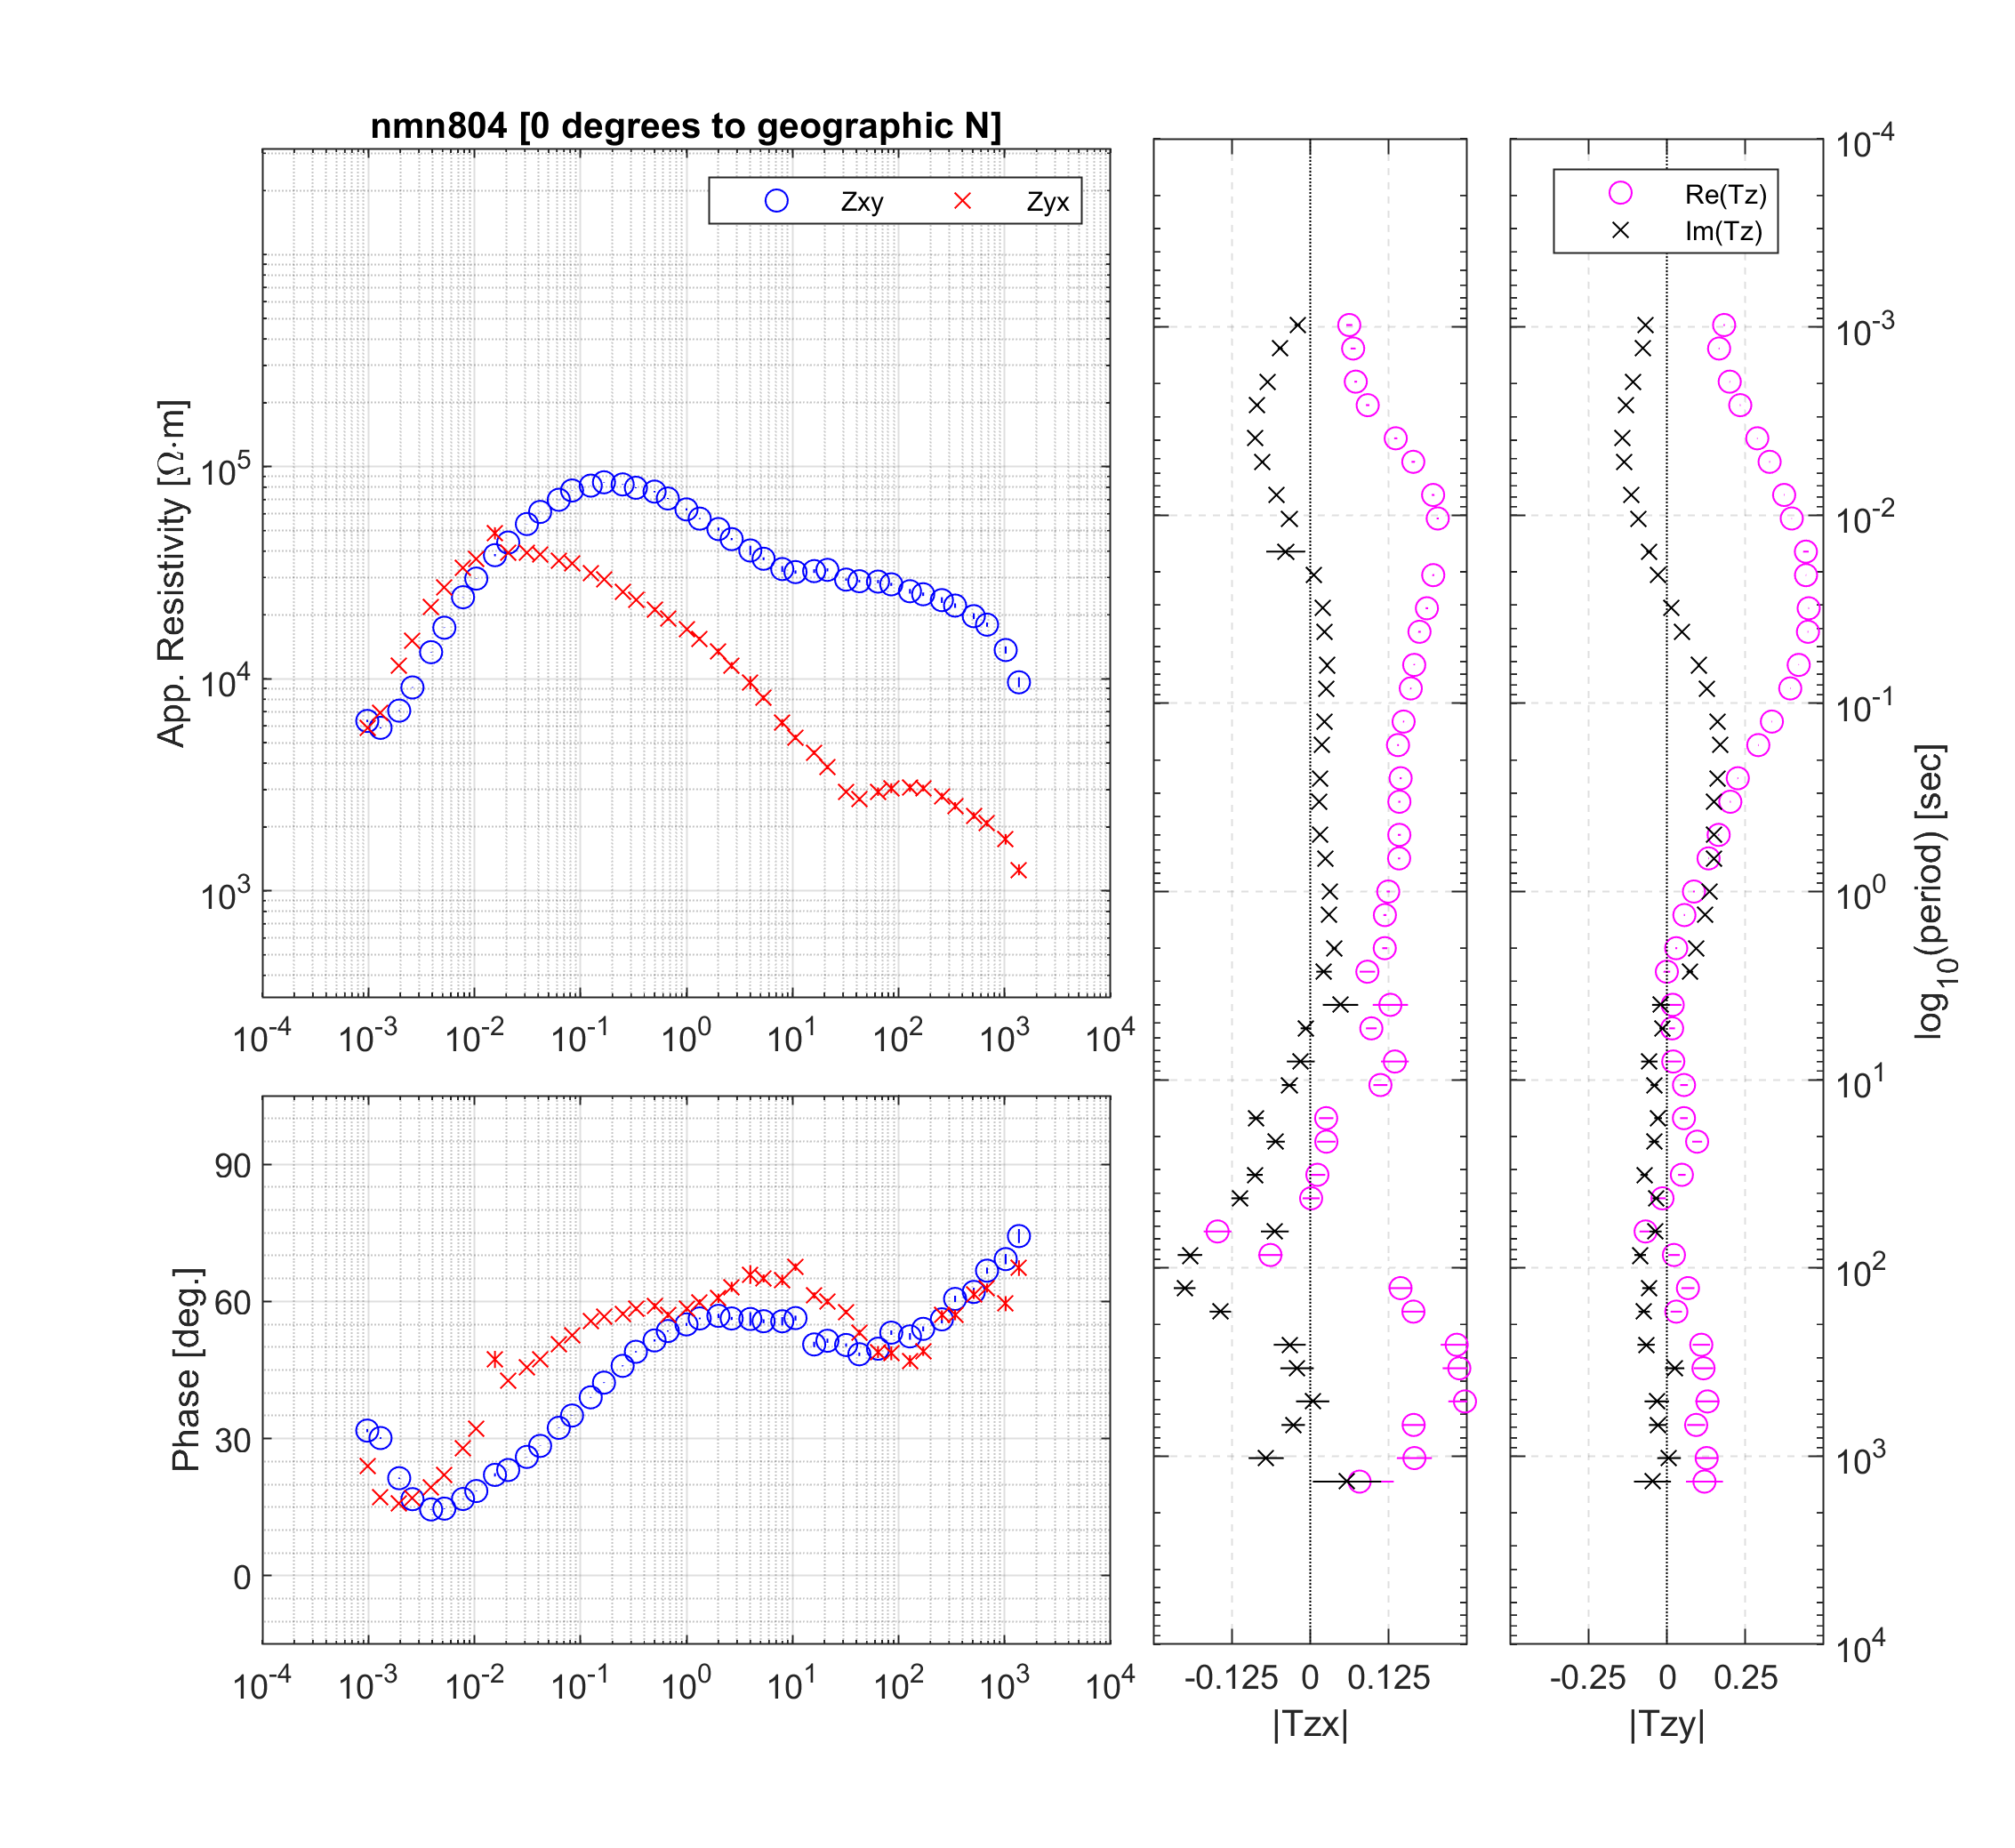 nmn804 [0 degrees to geographic N]
Zxy Zyx
App. Resistivity [Ω·m]
10^5
10^4
10^3
10^-4 10^-3 10^-2 10^-1 10^0 10^1 10^2 10^3 10^4
Phase [deg.]
90
60
30
0
10^-4 10^-3 10^-2 10^-1 10^0 10^1 10^2 10^3 10^4
-0.125 0 0.125
|Tzx|
Re(Tz)
Im(Tz)
-0.25 0 0.25
|Tzy|
10^-4
10^-3
10^-2
10^-1
10^0
10^1
10^2
10^3
10^4
log_10(period) [sec]